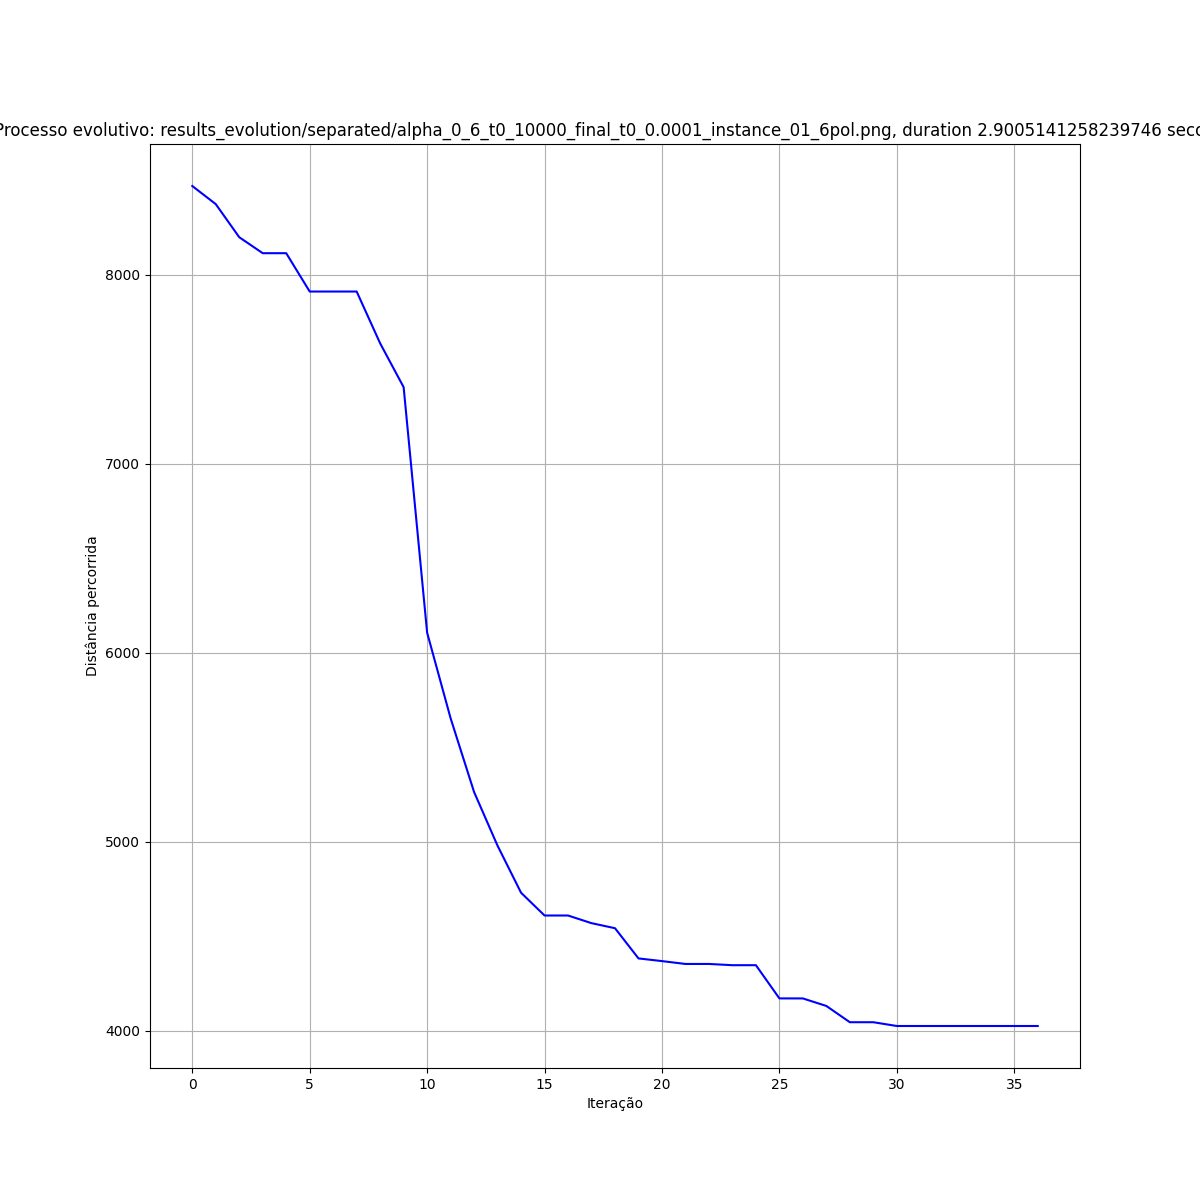 Processo evolutivo: results_evolution/separated/alpha_0_6_t0_10000_final_t0_0.0001_instance_01_6pol.png, duration 2.9005141258239746 seco
8000
7000
6000
5000
4000
Distância percorrida
0 5 10 15 20 25 30 35
Iteração